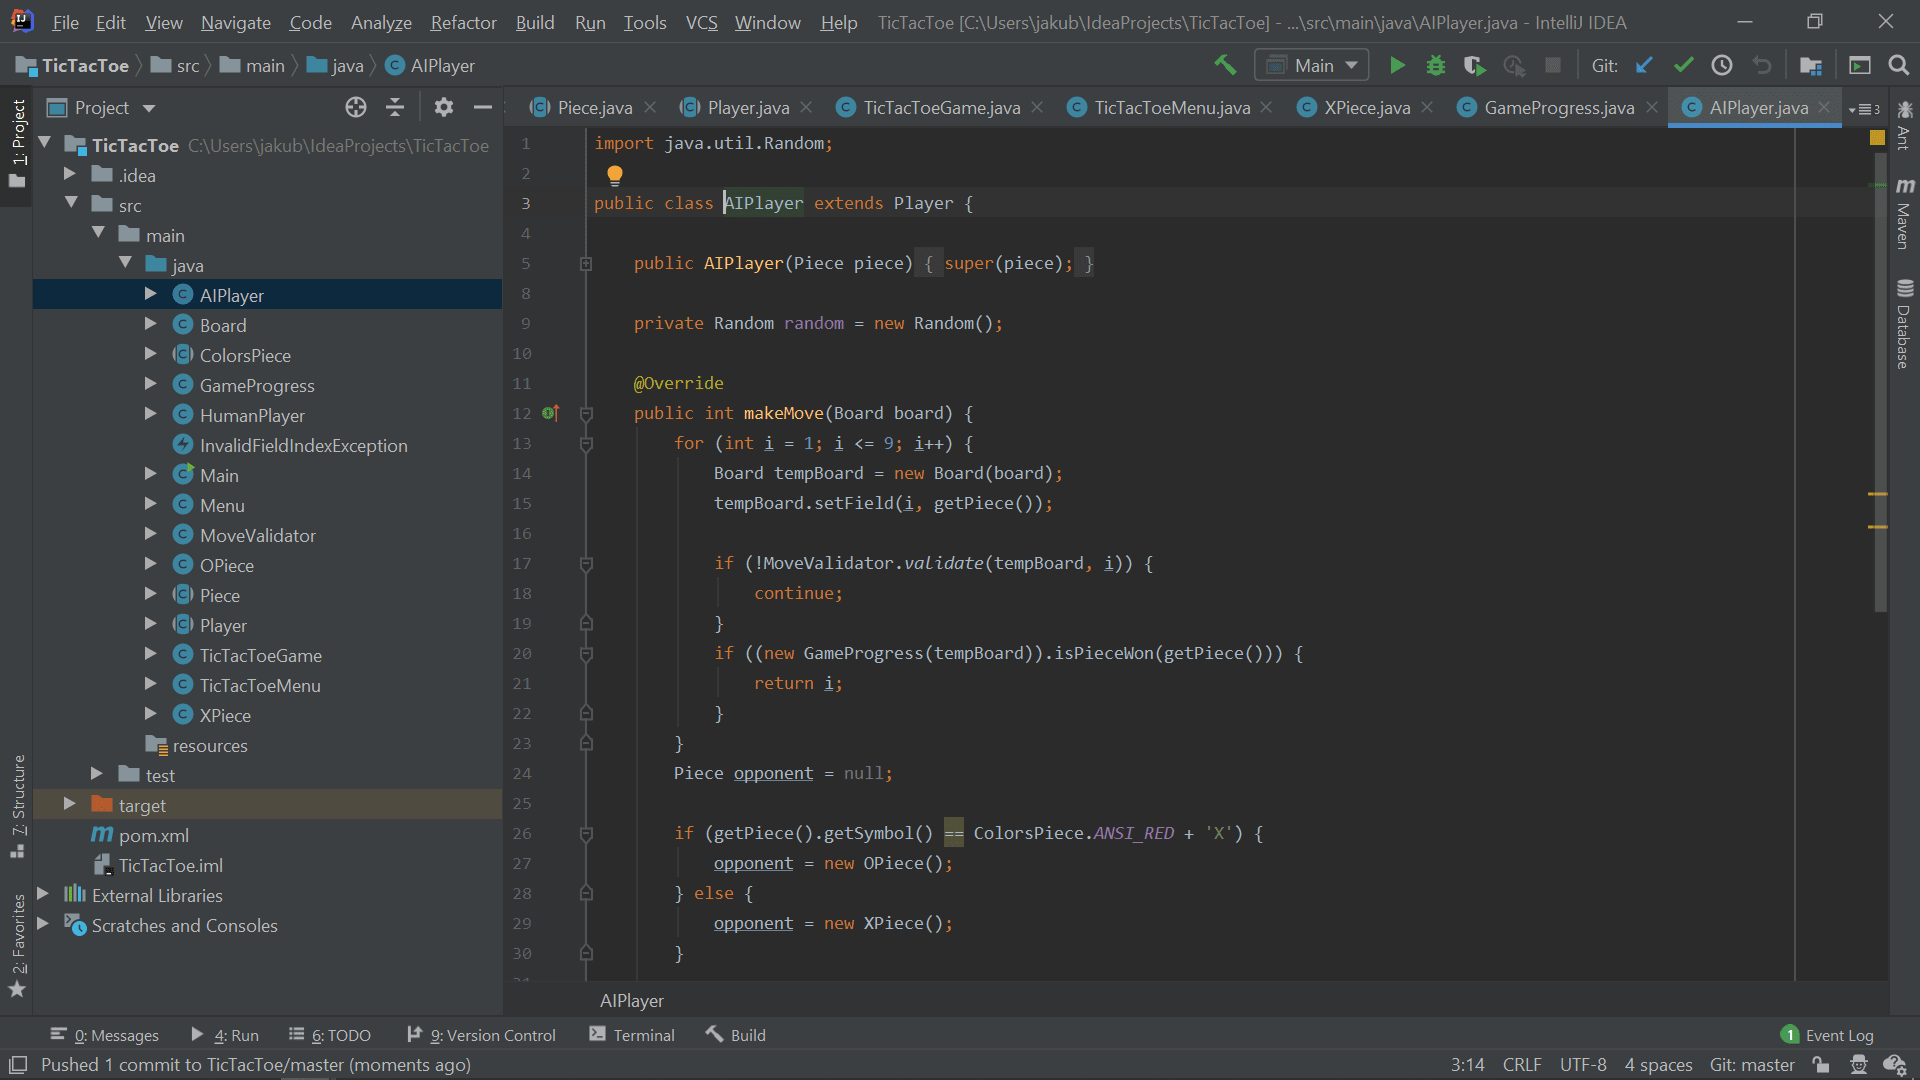 File Edit View Navigate Code Analyze Refactor Build Run Tools VCS Window Help TicTacToe [C:\Users\jakub\IdeaProjects\TicTacToe] - ...\src\main\java\AIPlayer.java - IntelliJ IDEA
TicTacToe src main java AIPlayer Main Git:
Project
Piece.java Player.java TicTacToeGame.java TicTacToeMenu.java XPiece.java GameProgress.java AIPlayer.java 3
1: Project
7: Structure
2: Favorites
TicTacToe C:\Users\jakub\IdeaProjects\TicTacToe
.idea
src
main
java
AIPlayer
Board
ColorsPiece
GameProgress
HumanPlayer
InvalidFieldIndexException
Main
Menu
MoveValidator
OPiece
Piece
Player
TicTacToeGame
TicTacToeMenu
XPiece
resources
test
target
pom.xml
TicTacToe.iml
External Libraries
Scratches and Consoles
1 import java.util.Random;
2
3 public class AIPlayer extends Player {
4
5 public AIPlayer(Piece piece) { super(piece); }
8
9 private Random random = new Random();
10
11 @Override
12 public int makeMove(Board board) {
13 for (int i = 1; i <= 9; i++) {
14 Board tempBoard = new Board(board);
15 tempBoard.setField(i, getPiece());
16
17 if (!MoveValidator.validate(tempBoard, i)) {
18 continue;
19 }
20 if ((new GameProgress(tempBoard)).isPieceWon(getPiece())) {
21 return i;
22 }
23 }
24 Piece opponent = null;
25
26 if (getPiece().getSymbol() == ColorsPiece.ANSI_RED + 'X') {
27 opponent = new OPiece();
28 } else {
29 opponent = new XPiece();
30 }
AIPlayer
Ant
m Maven
Database
0: Messages 4: Run 6: TODO 9: Version Control Terminal Build 1 Event Log
Pushed 1 commit to TicTacToe/master (moments ago) 3:14 CRLF UTF-8 4 spaces Git: master